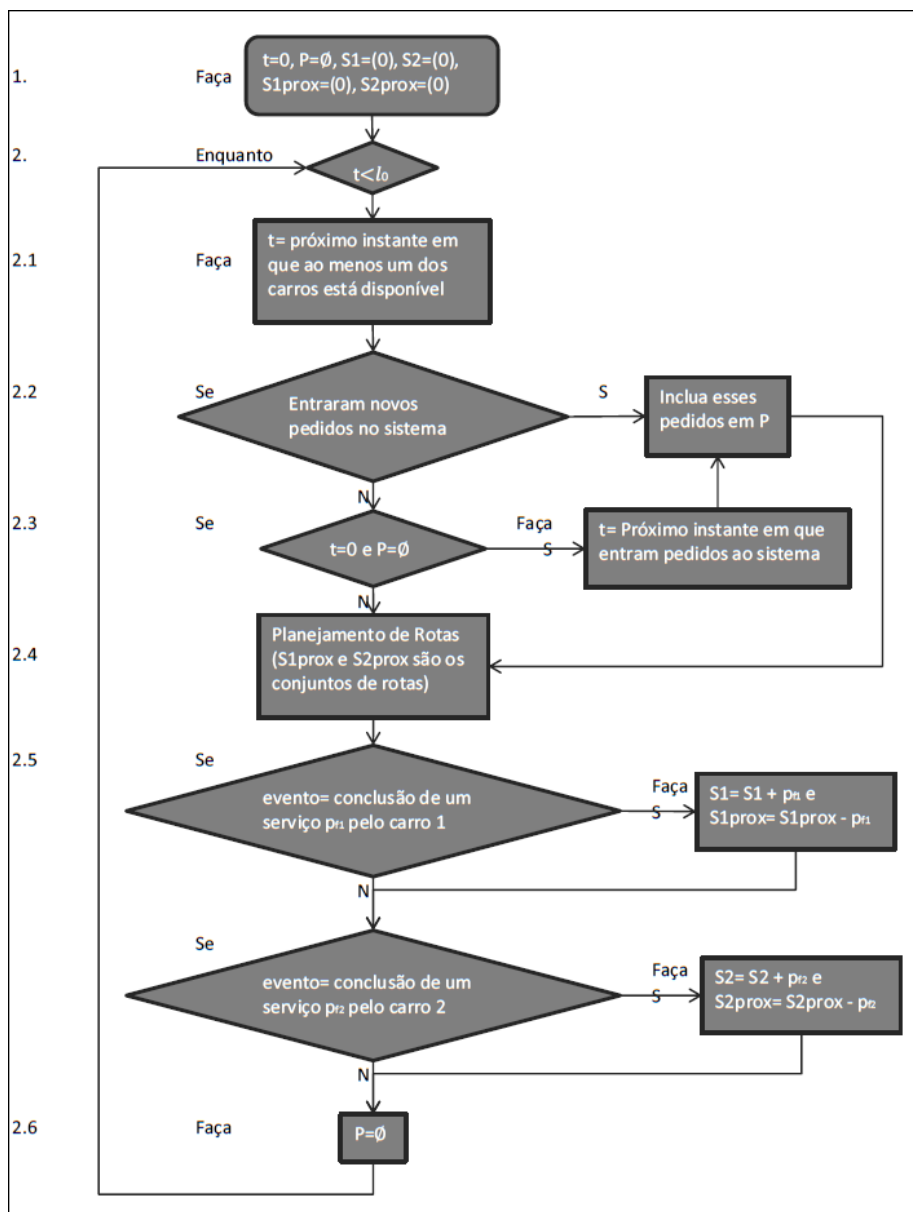 1.
Faça
t=0, P=Ø, S1=(0), S2=(0),
S1prox=(0), S2prox=(0)
2.
Enquanto
t<l₀
2.1
Faça
t= próximo instante em
que ao menos um dos
carros está disponível
2.2
Se
Entraram novos
pedidos no sistema
S
Inclua esses
pedidos em P
N
2.3
Se
t=0 e P=Ø
Faça
S
t= Próximo instante em que
entram pedidos ao sistema
N
2.4
Planejamento de Rotas
(S1prox e S2prox são os
conjuntos de rotas)
2.5
Se
evento= conclusão de um
serviço pf1 pelo carro 1
Faça
S
S1= S1 + pf1 e
S1prox= S1prox - pf1
N
Se
evento= conclusão de um
serviço pf2 pelo carro 2
Faça
S
S2= S2 + pf2 e
S2prox= S2prox - pf2
N
2.6
Faça
P=Ø